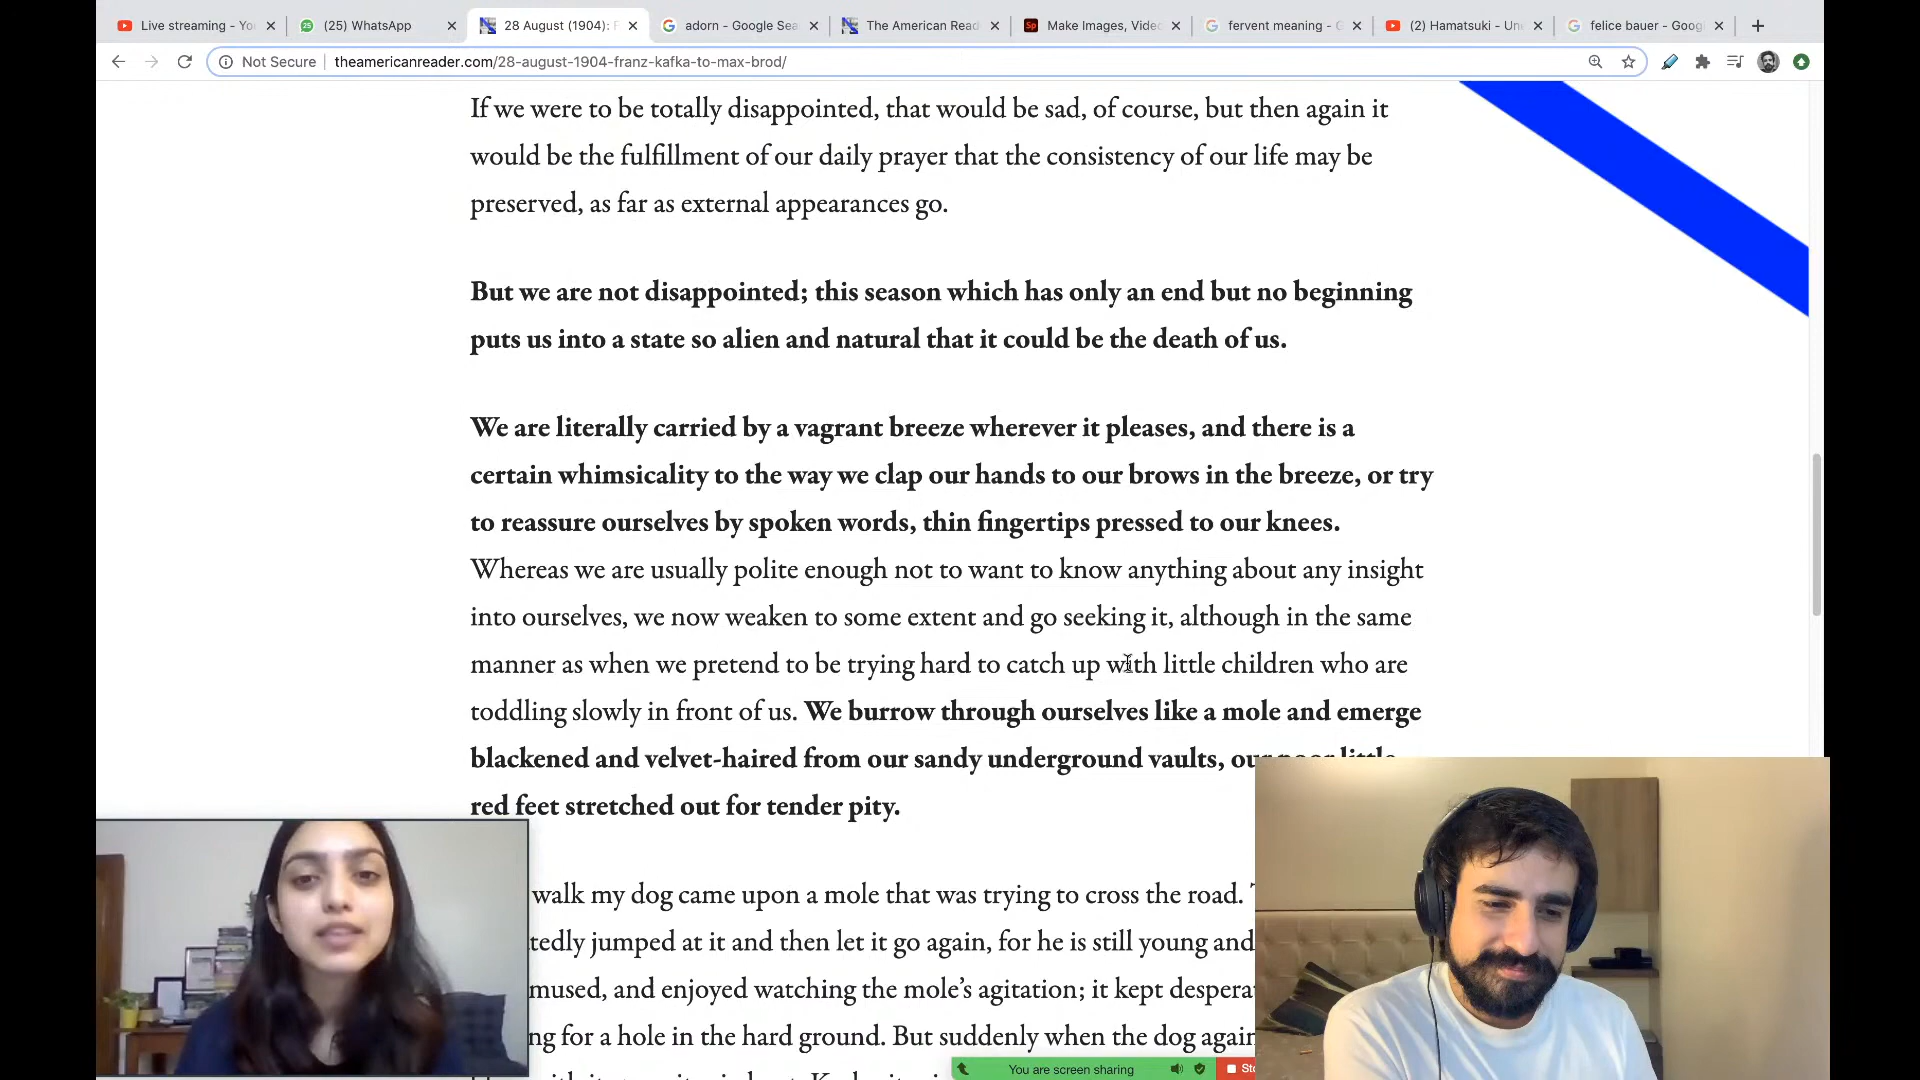 Live streaming - Yo
(25) WhatsApp
28 August (1904):
adorn - Google Sea
The American Read
Make Images, Video
fervent meaning - G
(2) Hamatsuki - Un
felice bauer - Goog
Not Secure
theamericanreader.com/28-august-1904-franz-kafka-to-max-brod/
If we were to be totally disappointed, that would be sad, of course, but then again it
would be the fulfillment of our daily prayer that the consistency of our life may be
preserved, as far as external appearances go.
But we are not disappointed; this season which has only an end but no beginning
puts us into a state so alien and natural that it could be the death of us.
We are literally carried by a vagrant breeze wherever it pleases, and there is a
certain whimsicality to the way we clap our hands to our brows in the breeze, or try
to reassure ourselves by spoken words, thin fingertips pressed to our knees.
Whereas we are usually polite enough not to want to know anything about any insight
into ourselves, we now weaken to some extent and go seeking it, although in the same
manner as when we pretend to be trying hard to catch up with little children who are
toddling slowly in front of us. We burrow through ourselves like a mole and emerge
blackened and velvet-haired from our sandy underground vaults, our poor little
red feet stretched out for tender pity.
walk my dog came upon a mole that was trying to cross the road.
tedly jumped at it and then let it go again, for he is still young and
mused, and enjoyed watching the mole's agitation; it kept despera
ng for a hole in the hard ground. But suddenly when the dog again
You are screen sharing